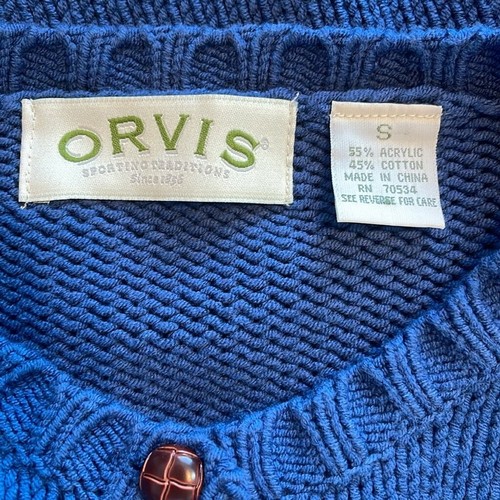 ORVIS®
SPORTING TRADITIONS
Since 1856
S
55% ACRYLIC
45% COTTON
MADE IN CHINA
RN 70534
SEE REVERSE FOR CARE